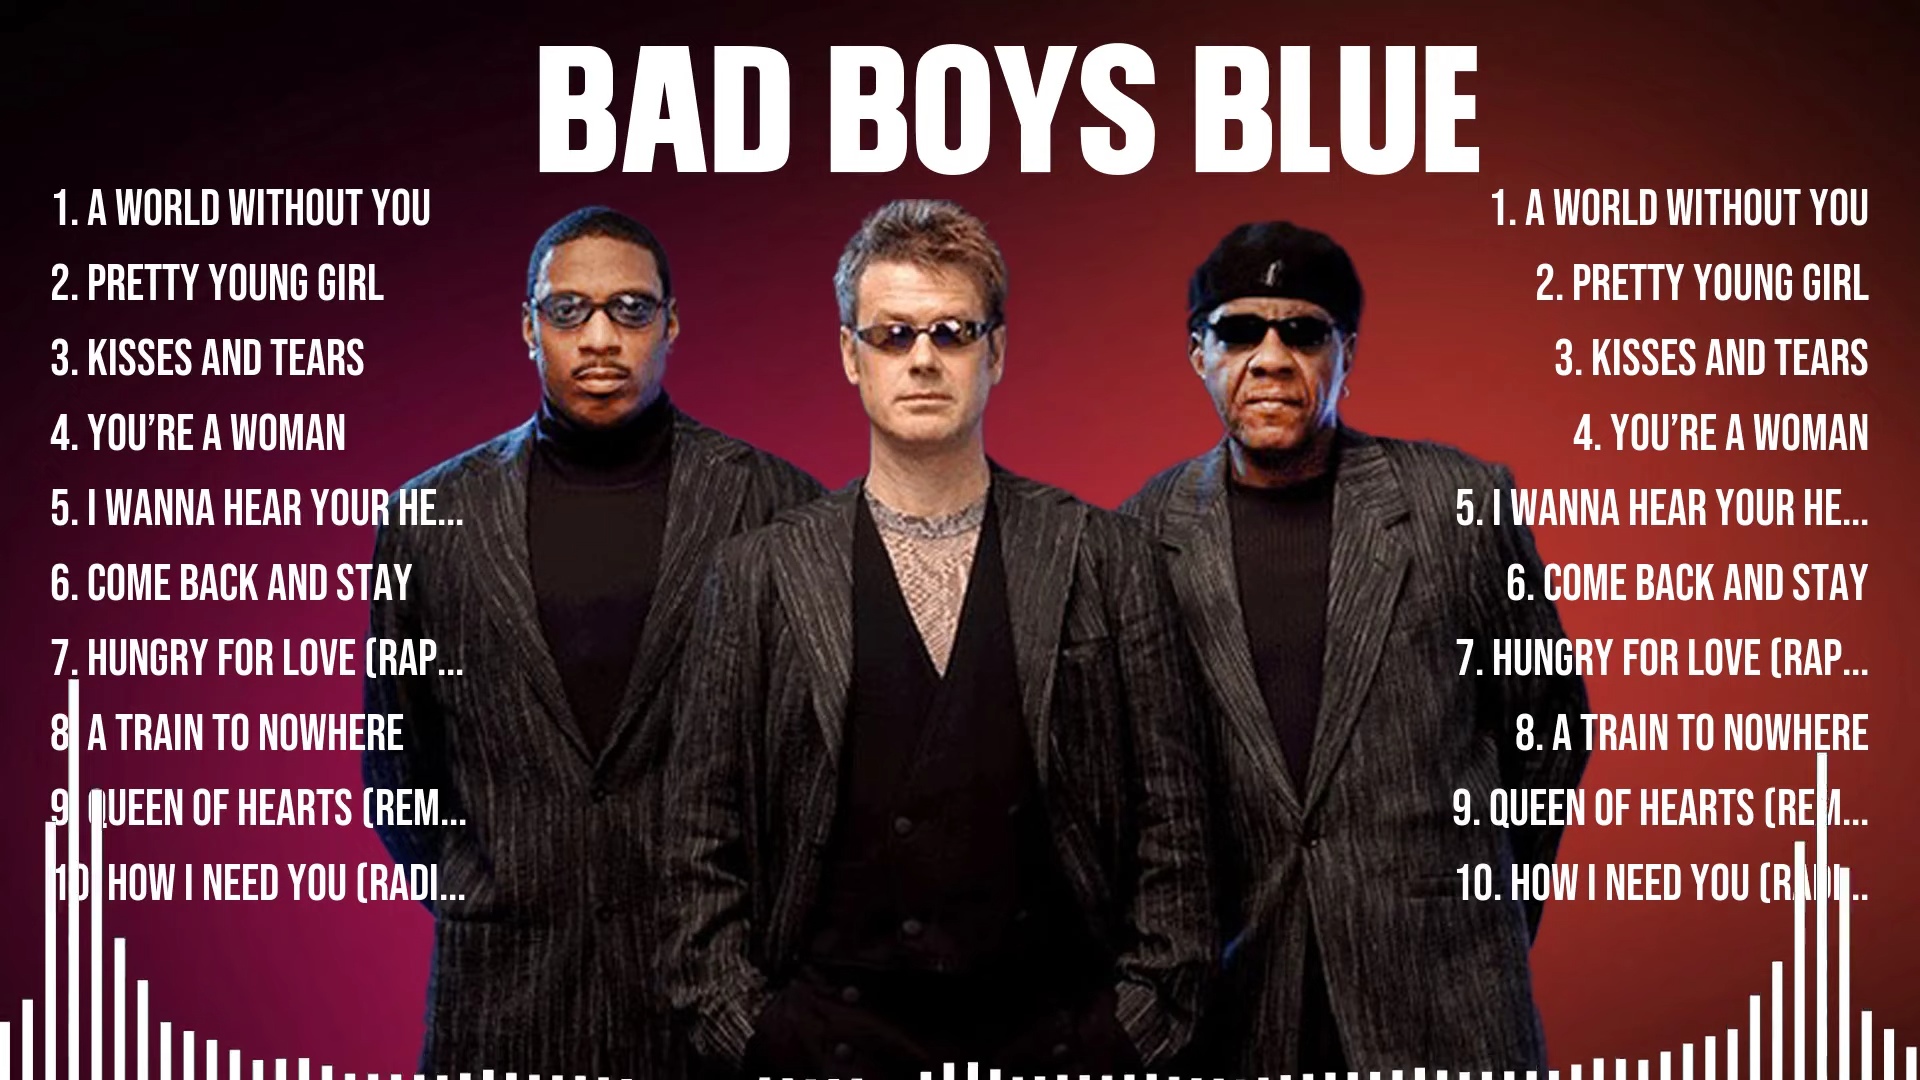 BAD BOYS BLUE
1. A WORLD WITHOUT YOU
2. PRETTY YOUNG GIRL
3. KISSES AND TEARS
4. YOU’RE A WOMAN
5. I WANNA HEAR YOUR HE...
6. COME BACK AND STAY
7. HUNGRY FOR LOVE (RAP...
8. A TRAIN TO NOWHERE
9. QUEEN OF HEARTS (REM...
10. HOW I NEED YOU (RADI...
1. A WORLD WITHOUT YOU
2. PRETTY YOUNG GIRL
3. KISSES AND TEARS
4. YOU’RE A WOMAN
5. I WANNA HEAR YOUR HE...
6. COME BACK AND STAY
7. HUNGRY FOR LOVE (RAP...
8. A TRAIN TO NOWHERE
9. QUEEN OF HEARTS (REM...
10. HOW I NEED YOU (RADI...